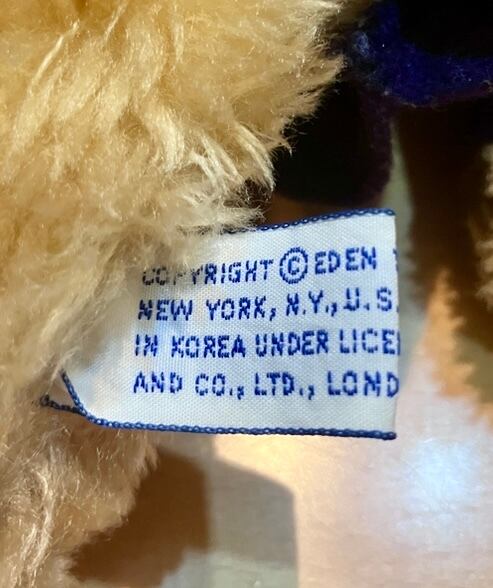 COPYRIGHT © EDEN
NEW YORK, N.Y., U.S.
IN KOREA UNDER LICE
AND CO., LTD., LOND